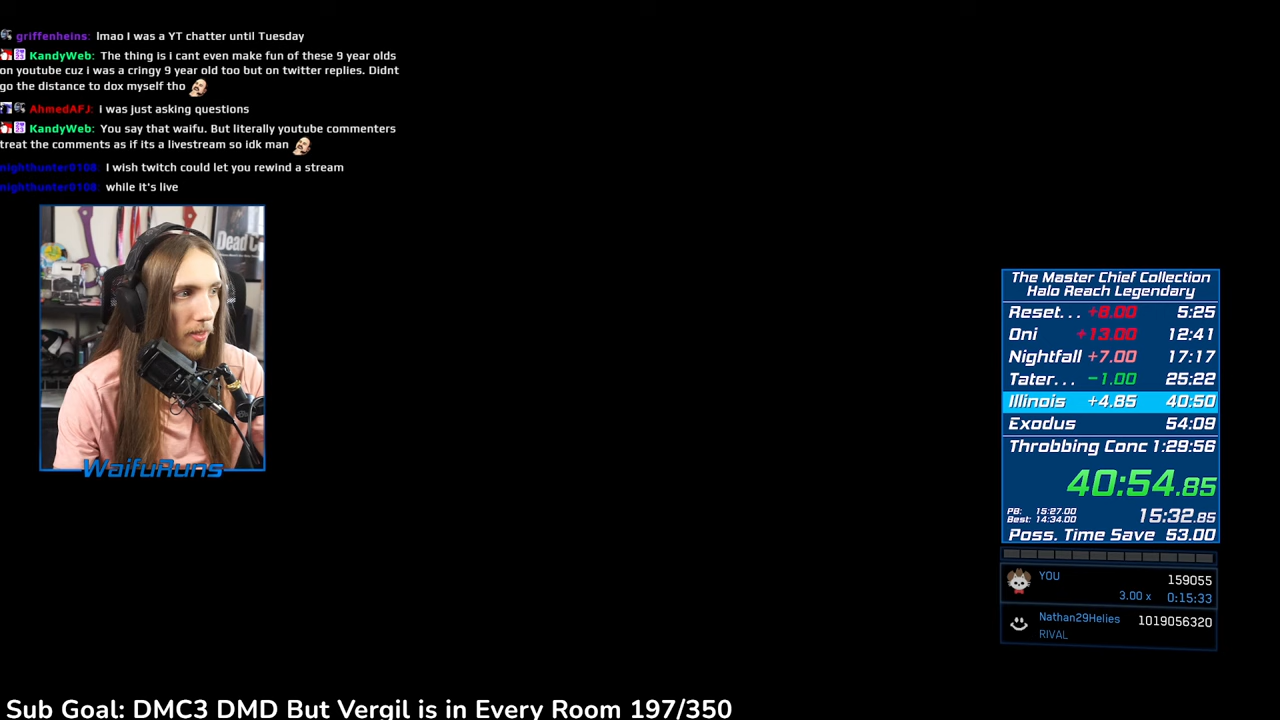 griffenheins: lmao I was a YT chatter until Tuesday
KandyWeb: The thing is i cant even make fun of these 9 year olds
on youtube cuz i was a cringy 9 year old too but on twitter replies. Didnt
go the distance to dox myself tho
AhmedAFJ: i was just asking questions
KandyWeb: You say that waifu. But literally youtube commenters
treat the comments as if its a livestream so idk man
nighthunter0108: I wish twitch could let you rewind a stream
nighthunter0108: while it's live
Dead C
WaifuRuns
The Master Chief Collection
Halo Reach Legendary
Reset... +8.00 5:25
Oni +13.00 12:41
Nightfall +7.00 17:17
Tater... -1.00 25:22
Illinois +4.85 40:50
Exodus 54:09
Throbbing Conc 1:29:56
40:54.85
PB: 15:27.00
Best: 14:34.00 15:32.85
Poss. Time Save 53.00
YOU 159055
3.00 x 0:15:33
Nathan29Helies 1019056320
RIVAL
Sub Goal: DMC3 DMD But Vergil is in Every Room 197/350